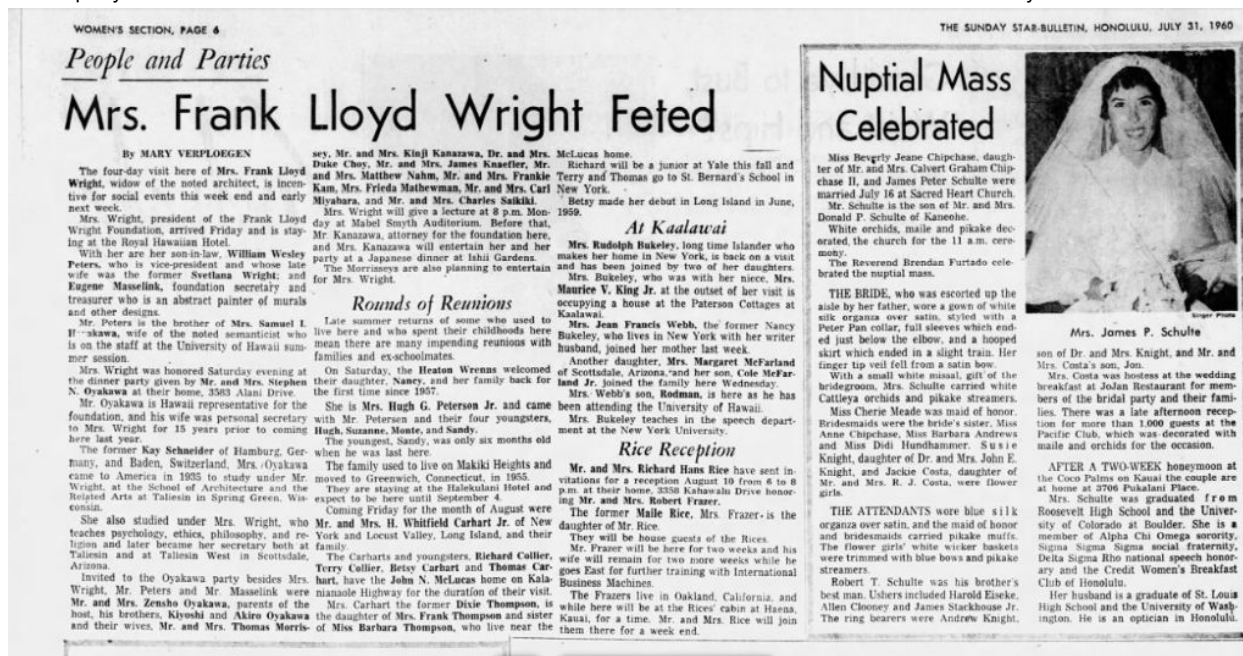 WOMEN'S SECTION, PAGE 6
THE SUNDAY STAR-BULLETIN, HONOLULU, JULY 31, 1960
People and Parties
Mrs. Frank Lloyd Wright Feted
By MARY VERPLOEGEN
The four-day visit here of Mrs. Frank Lloyd
Wright, widow of the noted architect, is incen-
tive for social events this week end and early
next week.
Mrs. Wright, president of the Frank Lloyd
Wright Foundation, arrived Friday and is stay-
ing at the Royal Hawaiian Hotel.
With her are her son-in-law, William Wesley
Peters, who is vice-president and whose late
wife was the former Svetlana Wright; and
Eugene Masselink, foundation secretary and
treasurer who is an abstract painter of murals
and other designs.
Mr. Peters is the brother of Mrs. Samuel I.
wife of the noted semanticist who
is on the staff at the University of Hawaii sum-
mer session.
Mrs. Wright was honored Saturday evening at
the dinner party given by Mr. and Mrs. Stephen
N. Oyakawa at their home, 3583 Alani Drive.
Mr. Oyakawa is Hawaii representative for the
foundation, and his wife was personal secretary
to Mrs. Wright for 15 years prior to coming
here last year.
The former Kay Schneider of Hamburg, Ger-
many, and Baden, Switzerland, Mrs. Oyakawa
came to America in 1935 to study under Mr.
Wright, at the School of Architecture and the
Related Arts at Taliesin in Spring Green, Wis-
consin.
She also studied under Mrs. Wright, who
teaches psychology, ethics, philosophy, and re-
ligion and later became her secretary both at
Taliesin and at Taliesin West in Scottsdale,
Arizona.
Invited to the Oyakawa party besides Mrs.
Wright, Mr. Peters and Mr. Masselink were
Mr. and Mrs. Zensho Oyakawa, parents of the
host, his brothers, Kiyoshi and Akiro Oyakawa
and their wives, Mr. and Mrs. Thomas Morris-
sey, Mr. and Mrs. Kinji Kanazawa, Dr. and Mrs.
Duke Choy, Mr. and Mrs. James Knaefler, Mr.
and Mrs. Matthew Nahm, Mr. and Mrs. Frankie
Kam, Mrs. Frieda Mathewman, Mr. and Mrs. Carl
Miyahara, and Mr. and Mrs. Charles Saikiki.
Mrs. Wright will give a lecture at 8 p.m. Mon-
day at Mabel Smyth Auditorium. Before that,
Mr. Kanazawa, attorney for the foundation here,
and Mrs. Kanazawa will entertain her and her
party at a Japanese dinner at Ishii Gardens.
The Morrisseys are also planning to entertain
for Mrs. Wright.
Rounds of Reunions
Late summer returns of some who used to
live here and who spent their childhoods here
mean there are many impending reunions with
families and ex-schoolmates.
On Saturday, the Heaton Wrenns welcomed
their daughter, Nancy, and her family back for
the first time since 1957.
She is Mrs. Hugh G. Peterson Jr. and came
with Mr. Petersen and their four youngsters,
Hugh, Suzanne, Monte, and Sandy.
The youngest, Sandy, was only six months old
when he was last here.
The family used to live on Makiki Heights and
moved to Greenwich, Connecticut, in 1955.
They are staying at the Halekulani Hotel and
expect to be here until September 4.
Coming Friday for the month of August were
Mr. and Mrs. H. Whitfield Carhart Jr. of New
York and Locust Valley, Long Island, and their
family.
The Carharts and youngsters, Richard Collier,
Terry Collier, Betsy Carhart and Thomas Car-
hart, have the John N. McLucas home on Kala-
nianaole Highway for the duration of their visit.
Mrs. Carhart the former Dixie Thompson, is
the daughter of Mrs. Frank Thompson and sister
of Miss Barbara Thompson, who live near the
McLucas home.
Richard will be a junior at Yale this fall and
Terry and Thomas go to St. Bernard's School in
New York.
Betsy made her debut in Long Island in June,
1959.
At Kaalawai
Mrs. Rudolph Bukeley, long time Islander who
makes her home in New York, is back on a visit
and has been joined by two of her daughters.
Mrs. Bukeley, who was with her niece, Mrs.
Maurice V. King Jr. at the outset of her visit is
occupying a house at the Paterson Cottages at
Kaalawai.
Mrs. Jean Francis Webb, the former Nancy
Bukeley, who lives in New York with her writer
husband, joined her mother last week.
Another daughter, Mrs. Margaret McFarland
of Scottsdale, Arizona, and her son, Cole McFar-
land Jr. joined the family here Wednesday.
Mrs. Webb's son, Rodman, is here as he has
been attending the University of Hawaii.
Mrs. Bukeley teaches in the speech depart-
ment at the New York University.
Rice Reception
Mr. and Mrs. Richard Hans Rice have sent in-
vitations for a reception August 10 from 6 to 8
p.m. at their home, 3358 Kahawalu Drive honor-
ing Mr. and Mrs. Robert Frazer.
The former Maile Rice, Mrs. Frazer is the
daughter of Mr. Rice.
They will be house guests of the Rices.
Mr. Frazer will be here for two weeks and his
wife will remain for two more weeks while he
goes East for further training with International
Business Machines.
The Frazers live in Oakland, California, and
while here will be at the Rices' cabin at Haena,
Kauai, for a time. Mr. and Mrs. Rice will join
them there for a week end.
Nuptial Mass
Celebrated
Miss Beverly Jeane Chipchase, daugh-
ter of Mr. and Mrs. Calvert Graham Chip-
chase II, and James Peter Schulte were
married July 16 at Sacred Heart Church.
Mr. Schulte is the son of Mr. and Mrs.
Donald P. Schulte of Kaneohe.
White orchids, maile and pikake dec-
orated the church for the 11 a.m. cere-
mony.
The Reverend Brendan Furtado cele-
brated the nuptial mass.
THE BRIDE, who was escorted up the
aisle by her father, wore a gown of white
silk organza over satin, styled with a
Peter Pan collar, full sleeves which end-
ed just below the elbow, and a hooped
skirt which ended in a slight train. Her
finger tip veil fell from a satin bow.
With a small white missal, gift of the
bridegroom, Mrs. Schulte carried white
Cattleya orchids and pikake streamers.
Miss Cherie Meade was maid of honor.
Bridesmaids were the bride's sister, Miss
Anne Chipchase, Miss Barbara Andrews
and Miss Didi Hundhammer. Susie
Knight, daughter of Dr. and Mrs. John E.
Knight, and Jackie Costa, daughter of
Mr. and Mrs. R. J. Costa, were flower
girls.
THE ATTENDANTS wore blue silk
organza over satin, and the maid of honor
and bridesmaids carried pikake muffs.
The flower girls' white wicker baskets
were trimmed with blue bows and pikake
streamers.
Robert T. Schulte was his brother's
best man. Ushers included Harold Eiseke,
Allen Clooney and James Stackhouse Jr.
The ring bearers were Andrew Knight,
Singer Photo
Mrs. James P. Schulte
son of Dr. and Mrs. Knight, and Mr. and
Mrs. Costa's son, Jon.
Mrs. Costa was hostess at the wedding
breakfast at JoJan Restaurant for mem-
bers of the bridal party and their fami-
lies. There was a late afternoon recep-
tion for more than 1,000 guests at the
Pacific Club, which was decorated with
maile and orchids for the occasion.
AFTER A TWO-WEEK honeymoon at
the Coco Palms on Kauai the couple are
at home at 3706 Pukalani Place.
Mrs. Schulte was graduated from
Roosevelt High School and the Univer-
sity of Colorado at Boulder. She is a
member of Alpha Chi Omega sorority,
Sigma Sigma Sigma social fraternity,
Delta Sigma Rho national speech honor-
ary and the Credit Women's Breakfast
Club of Honolulu.
Her husband is a graduate of St. Louis
High School and the University of Wash-
ington. He is an optician in Honolulu.